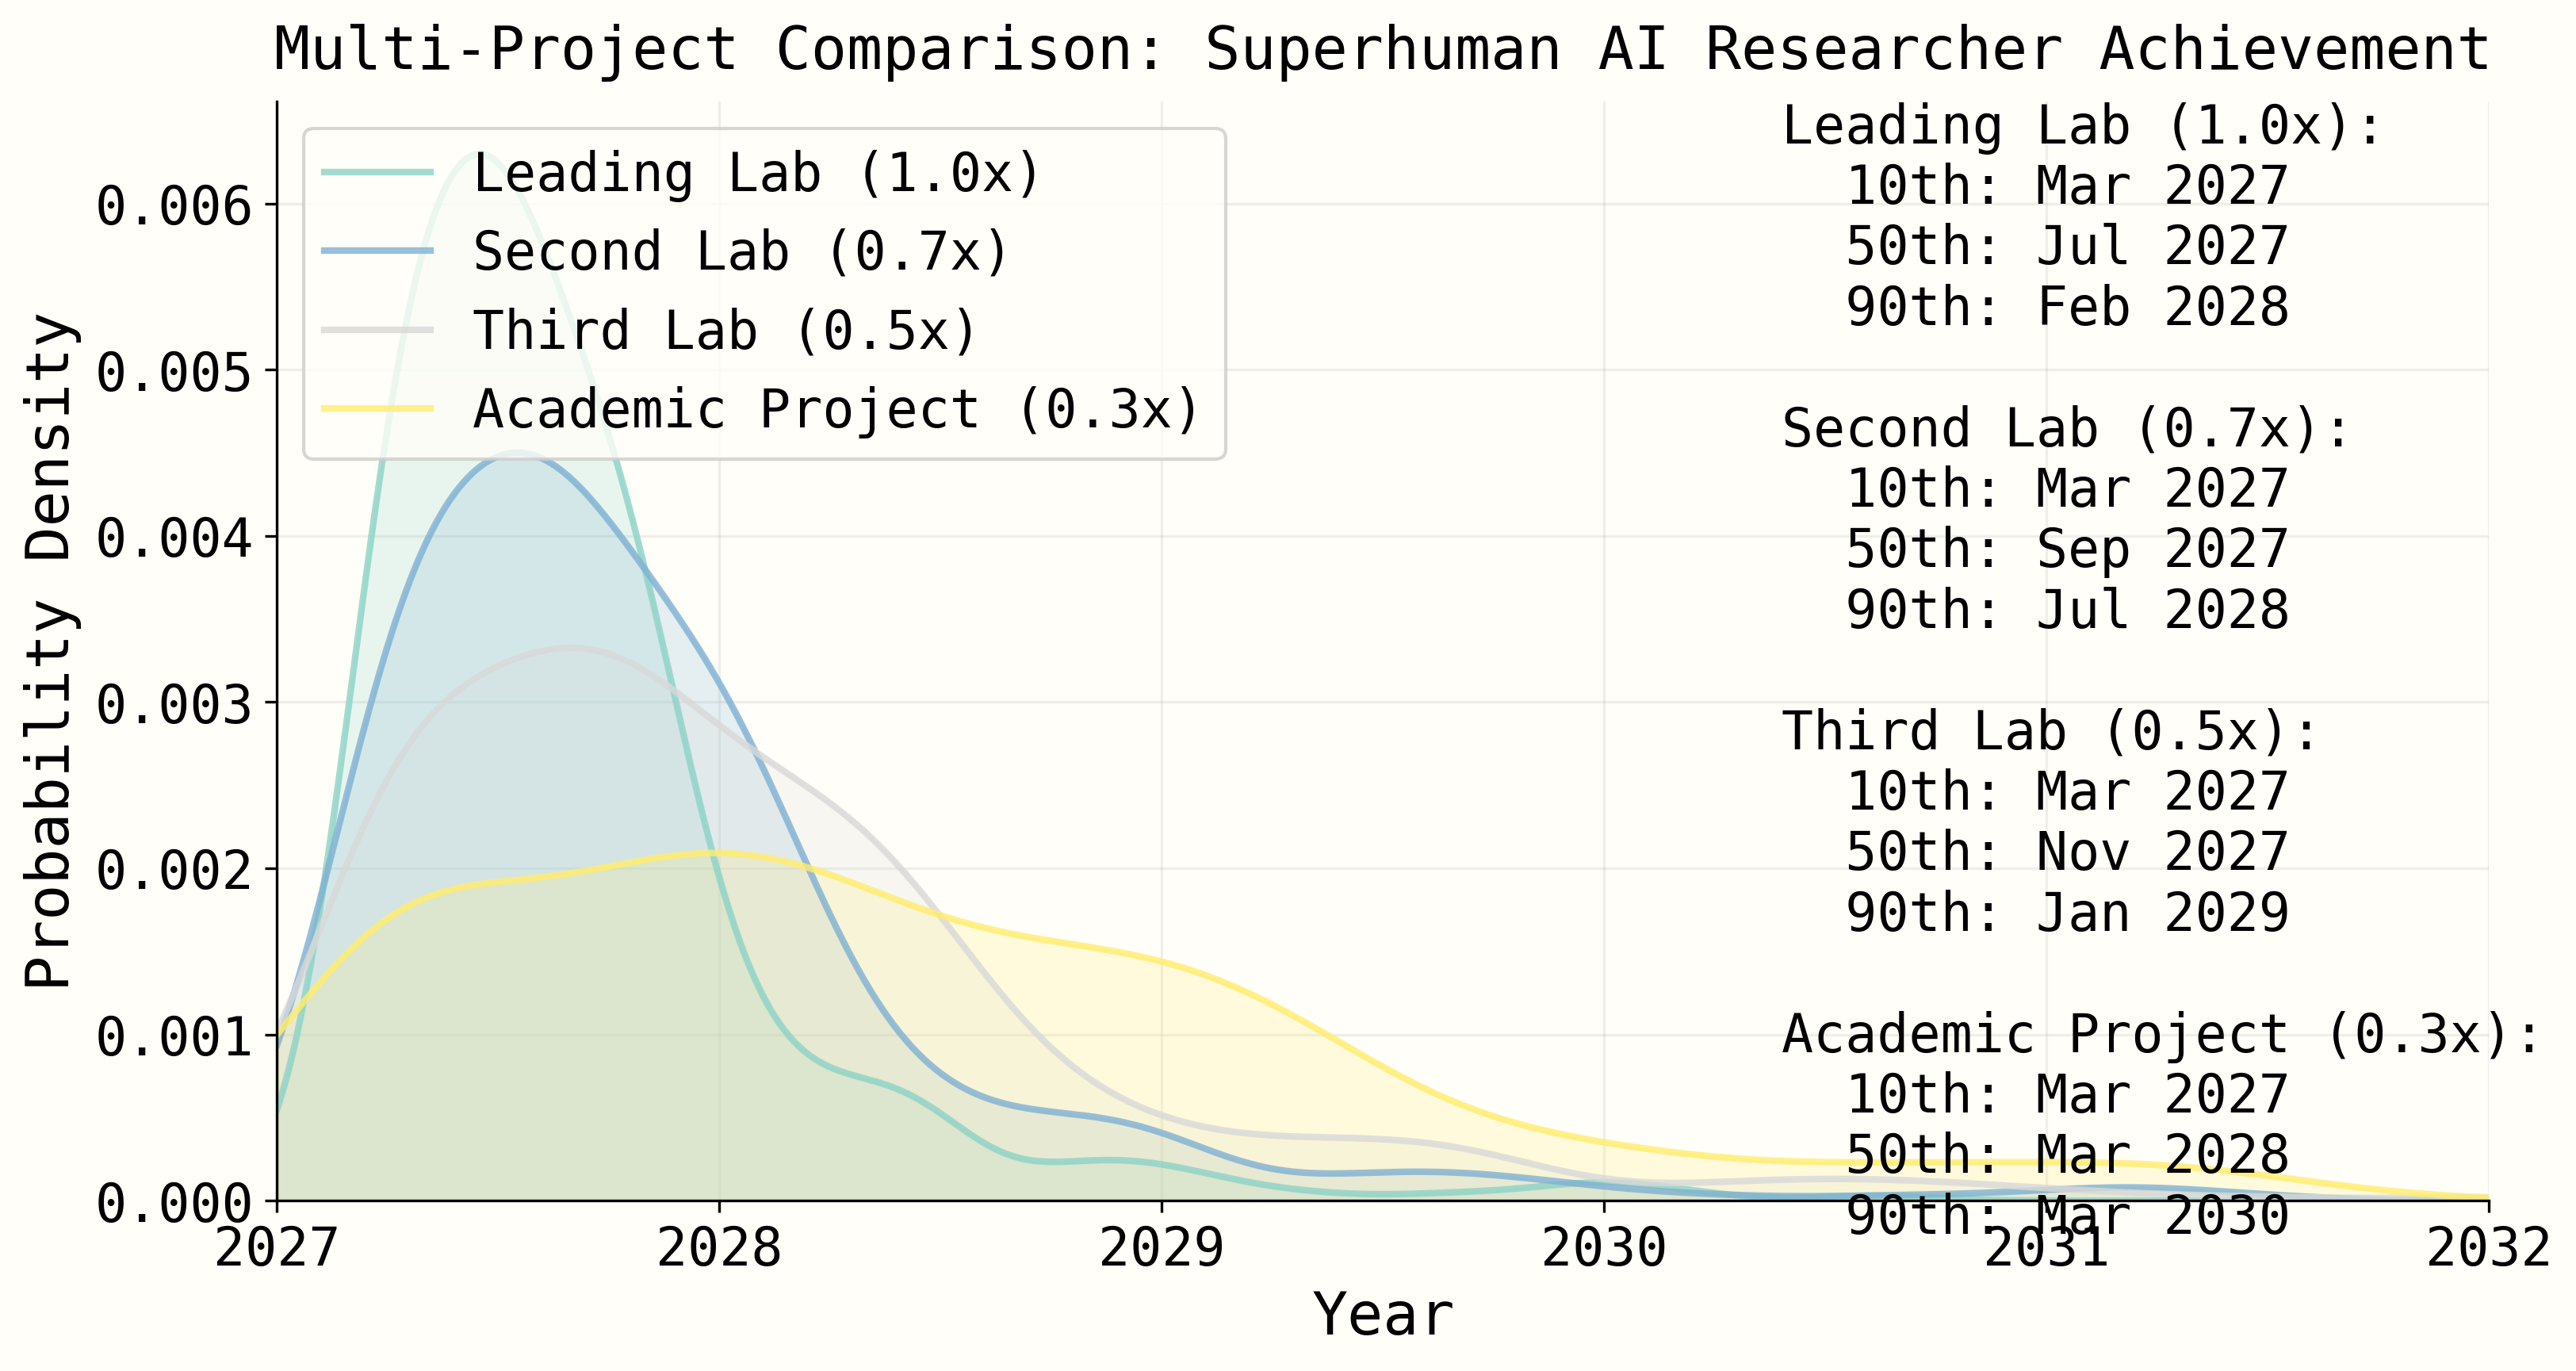 Multi-Project Comparison: Superhuman AI Researcher Achievement
Leading Lab (1.0x)
Second Lab (0.7x)
Third Lab (0.5x)
Academic Project (0.3x)
Leading Lab (1.0x):
10th: Mar 2027
50th: Jul 2027
90th: Feb 2028
Second Lab (0.7x):
10th: Mar 2027
50th: Sep 2027
90th: Jul 2028
Third Lab (0.5x):
10th: Mar 2027
50th: Nov 2027
90th: Jan 2029
Academic Project (0.3x):
10th: Mar 2027
50th: Mar 2028
90th: Mar 2030
Probability Density
0.006
0.005
0.004
0.003
0.002
0.001
0.000
2027 2028 2029 2030 2031 2032
Year